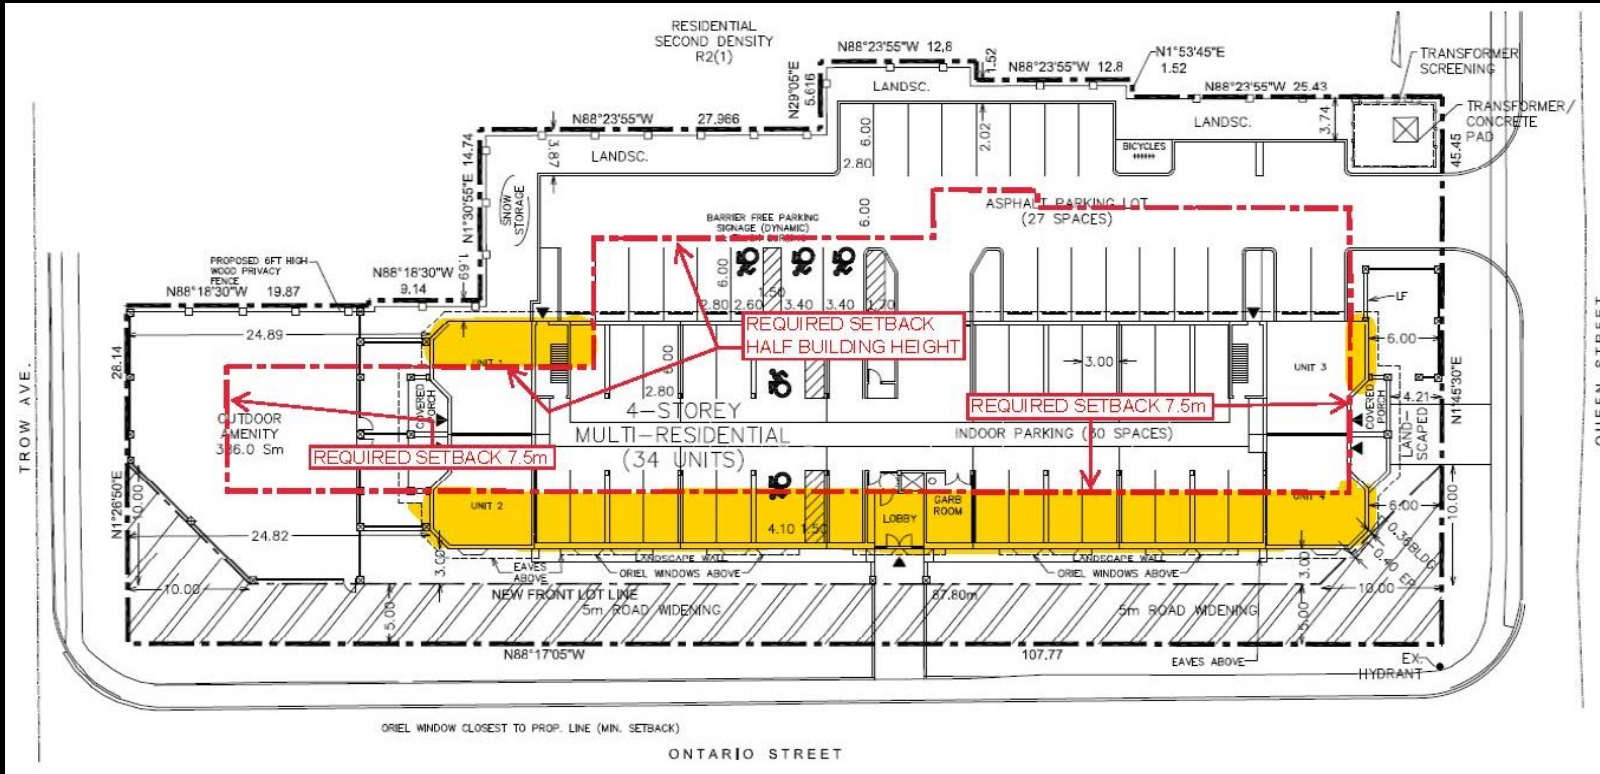 RESIDENTIAL
SECOND DENSITY
R2(1)
N88°23'55"W 12,8
1.52
N1°53'45"E
1.52
N88°23'55"W 12.8
TRANSFORMER
SCREENING
N29°05'E
5.616
LANDSC.
N88°23'55"W 25.43
TRANSFORMER/
CONCRETE
PAD
N88°23'55"W 27.966
LANDSC.
3.74
45.45
N1°30'55"E 14.74
3.87
LANDSC.
6.00
2.80
2.02
BICYCLES
SNOW
STORAGE
BARRIER FREE PARKING
SIGNAGE (DYNAMIC)
6.00
ASPHALT PARKING LOT
(27 SPACES)
PROPOSED 6FT HIGH
WOOD PRIVACY
FENCE
N88°18'30"W 19.87
N88°18'30"W
9.14
1.69
6.00
1.50
2.80 2.60 3.40 3.40 1.70
LF
24.89
REQUIRED SETBACK
HALF BUILDING HEIGHT
6.00
28.14
UNIT 1
6.00
2.80
3.00
UNIT 3
N1°45'30"E
TROW AVE.
QUEEN STREET
COVERED
PORCH
4-STOREY
MULTI-RESIDENTIAL
(34 UNITS)
REQUIRED SETBACK 7.5m
COVERED
PORCH
4.21
LAND-
SCAPED
OUTDOOR
AMENITY
336.0 Sm
INDOOR PARKING (30 SPACES)
REQUIRED SETBACK 7.5m
N1°26'50"E
10.00
UNIT 2
GARB
ROOM
LOBBY
UNIT 4
6.00
10.00
24.82
4.10 1.50
0.36BLDG
0.40
3.00
EAVES
ABOVE
LANDSCAPE WALL
ORIEL WINDOWS ABOVE
LANDSCAPE WALL
ORIEL WINDOWS ABOVE
3.00
10.00
NEW FRONT LOT LINE
87.80m
10.00
5.00
5m ROAD WIDENING
5m ROAD WIDENING
5.00
N88°17'05"W
107.77
EAVES ABOVE
EX.
HYDRANT
ORIEL WINDOW CLOSEST TO PROP. LINE (MIN. SETBACK)
ONTARIO STREET